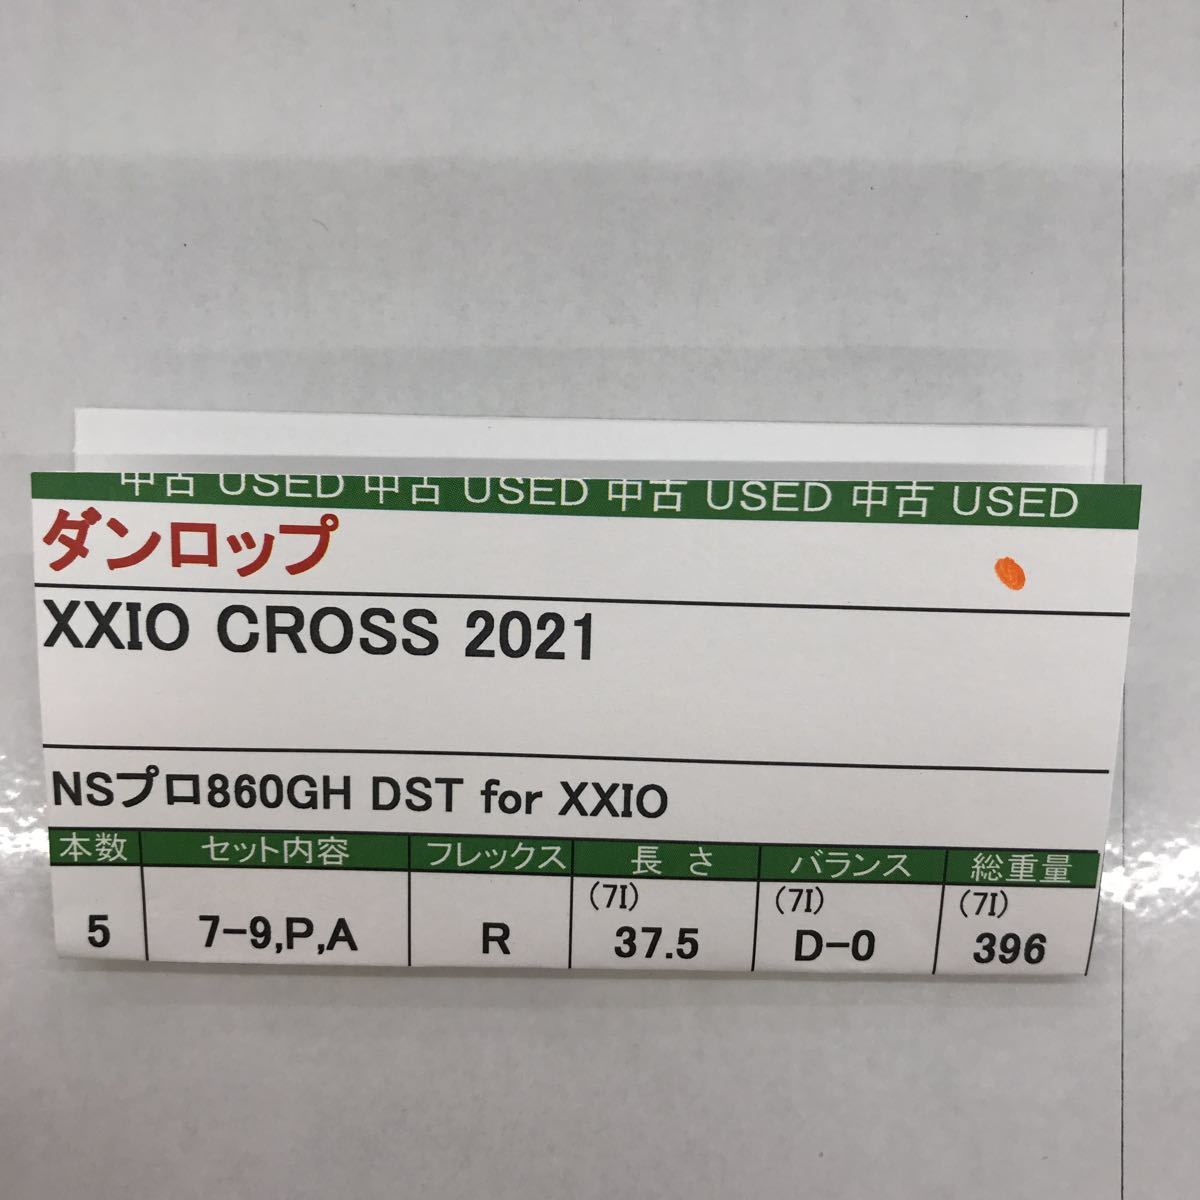 中古 USED 中古 USED 中古 USED 中古 USED
ダンロップ
XXIO CROSS 2021
NSプロ860GH DST for XXIO
本数 セット内容 フレックス 長さ バランス 総重量
(7I) (7I) (7I)
5 7-9,P,A R 37.5 D-0 396